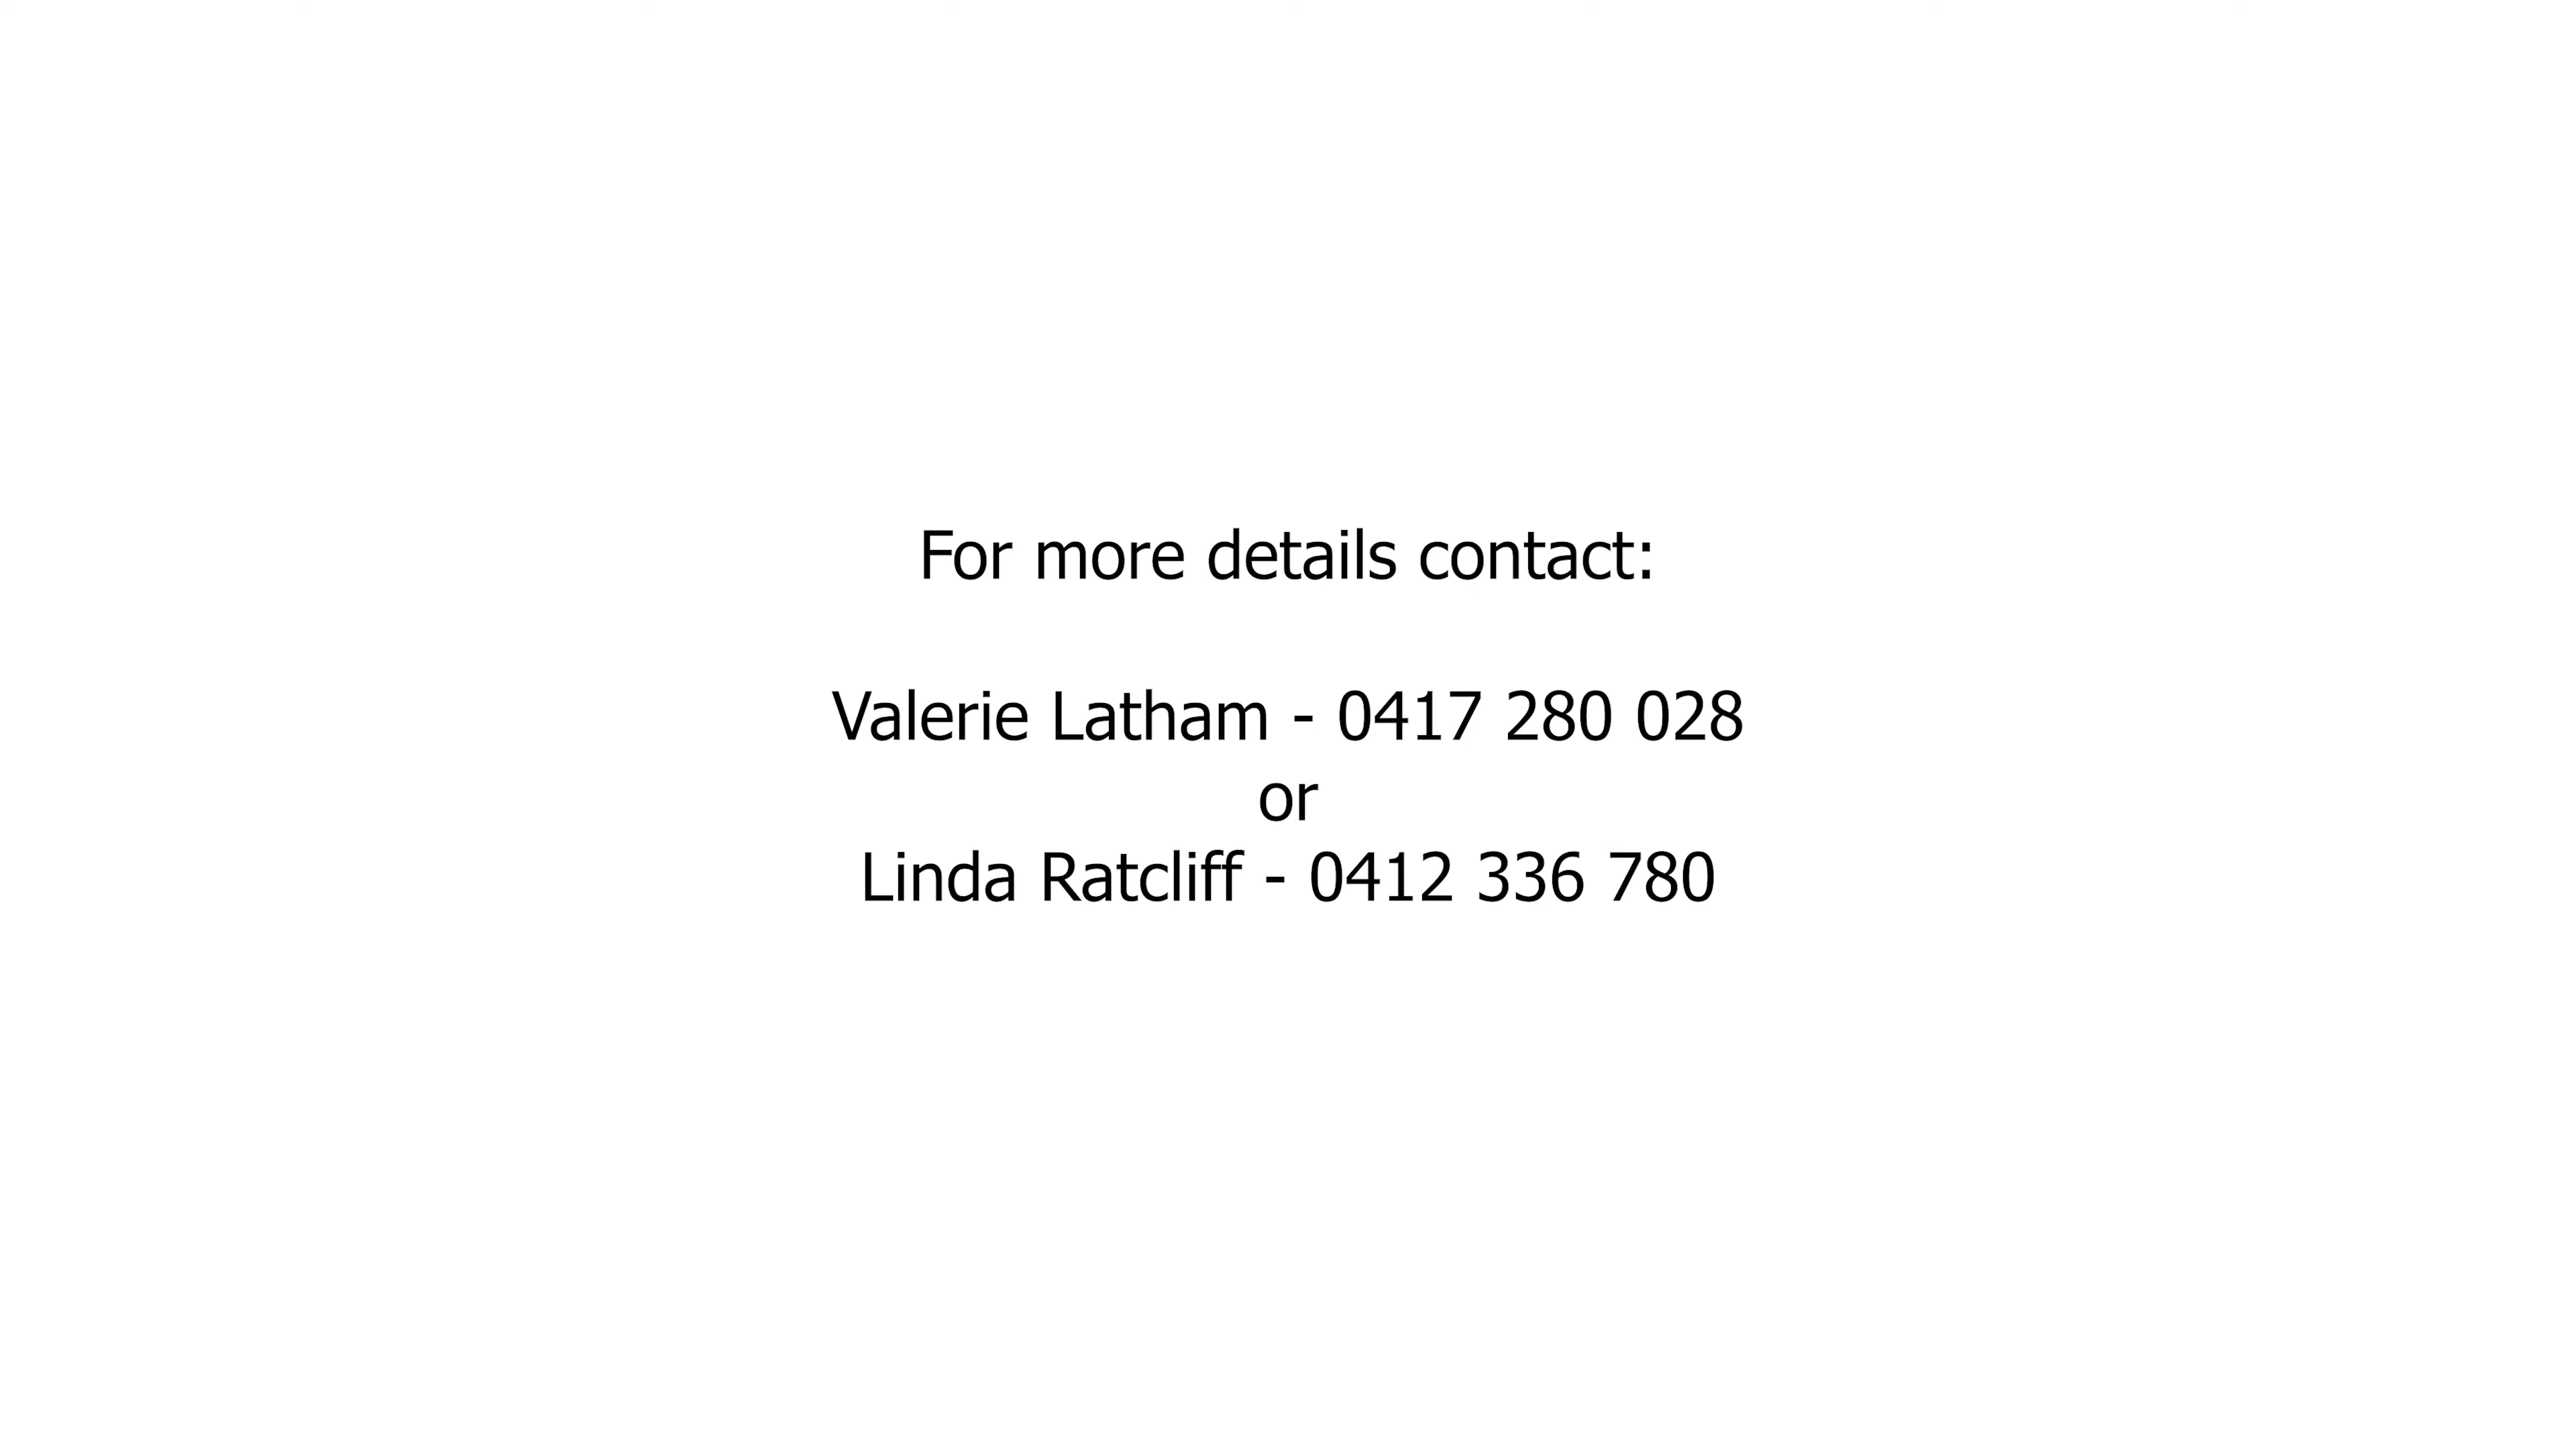 For more details contact:
Valerie Latham - 0417 280 028
or
Linda Ratcliff - 0412 336 780